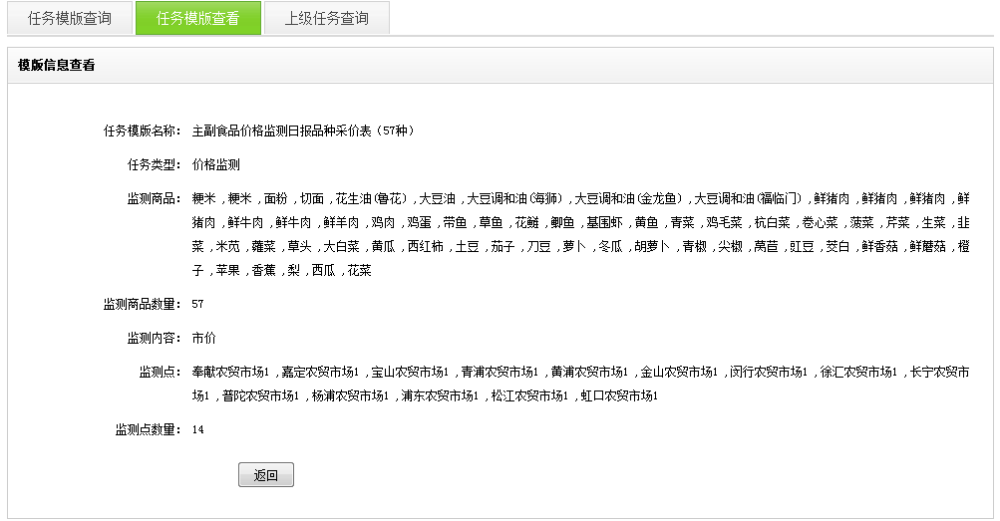 任务模版查询 任务模版查看 上级任务查询
模版信息查看
任务模版名称： 主副食品价格监测日报品种采价表（57种）
任务类型： 价格监测
监测商品： 粳米 ,粳米 ,面粉 ,切面 ,花生油(鲁花) ,大豆油 ,大豆调和油(海狮) ,大豆调和油(金龙鱼) ,大豆调和油(福临门) ,鲜猪肉 ,鲜猪肉 ,鲜猪肉 ,鲜
猪肉 ,鲜牛肉 ,鲜牛肉 ,鲜羊肉 ,鸡肉 ,鸡蛋 ,带鱼 ,草鱼 ,花鲢 ,鲫鱼 ,基围虾 ,黄鱼 ,青菜 ,鸡毛菜 ,杭白菜 ,卷心菜 ,菠菜 ,芹菜 ,生菜 ,韭
菜 ,米苋 ,蕹菜 ,草头 ,大白菜 ,黄瓜 ,西红柿 ,土豆 ,茄子 ,刀豆 ,萝卜 ,冬瓜 ,胡萝卜 ,青椒 ,尖椒 ,莴苣 ,豇豆 ,茭白 ,鲜香菇 ,鲜蘑菇 ,橙
子 ,苹果 ,香蕉 ,梨 ,西瓜 ,花菜
监测商品数量： 57
监测内容： 市价
监测点： 奉献农贸市场1 ,嘉定农贸市场1 ,宝山农贸市场1 ,青浦农贸市场1 ,黄浦农贸市场1 ,金山农贸市场1 ,闵行农贸市场1 ,徐汇农贸市场1 ,长宁农贸市
场1 ,普陀农贸市场1 ,杨浦农贸市场1 ,浦东农贸市场1 ,松江农贸市场1 ,虹口农贸市场1
监测点数量： 14
返回